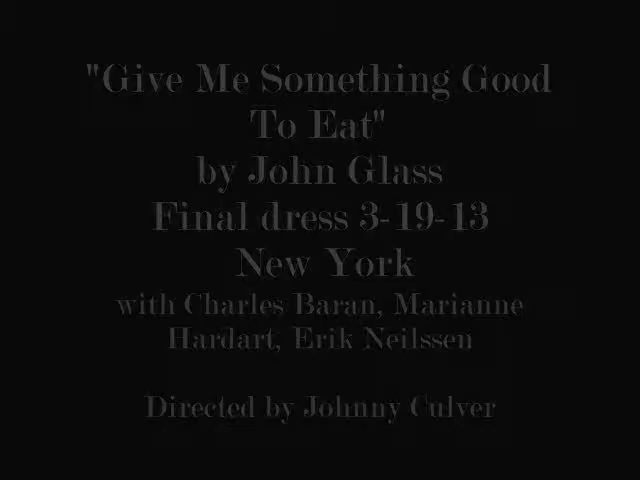 "Give Me Something Good
To Eat"
by John Glass
Final dress 3-19-13
New York
with Charles Baran, Marianne
Hardart, Erik Neilssen
Directed by Johnny Culver